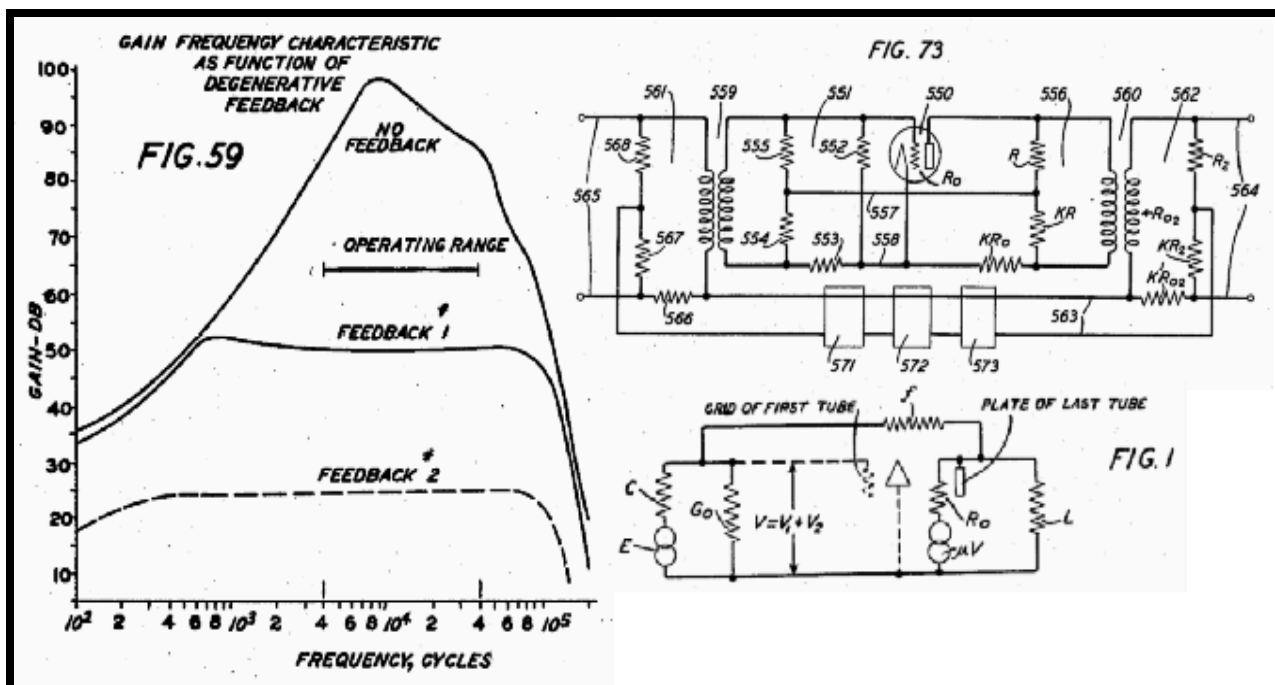 GAIN FREQUENCY CHARACTERISTIC
AS FUNCTION OF
DEGENERATIVE
FEEDBACK
FIG. 59
NO
FEEDBACK
OPERATING RANGE
FEEDBACK #1
FEEDBACK #2
GAIN-DB
100
90
80
70
60
50
40
30
20
10
10² 2 4 6 8 10³ 2 4 6 8 10⁴ 2 4 6 8 10⁵
FREQUENCY, CYCLES
FIG. 73
561 559 551 550 556 560 562
568 555 552 R R₂
R₀
565 557 564
567 554 553 558 KR₀ KR +R₀₂ KR₂
KR₀₂
566 563
571 572 573
GRID OF FIRST TUBE f PLATE OF LAST TUBE
FIG. 1
C G₀ V=V₁+V₂ R₀ L
E μV